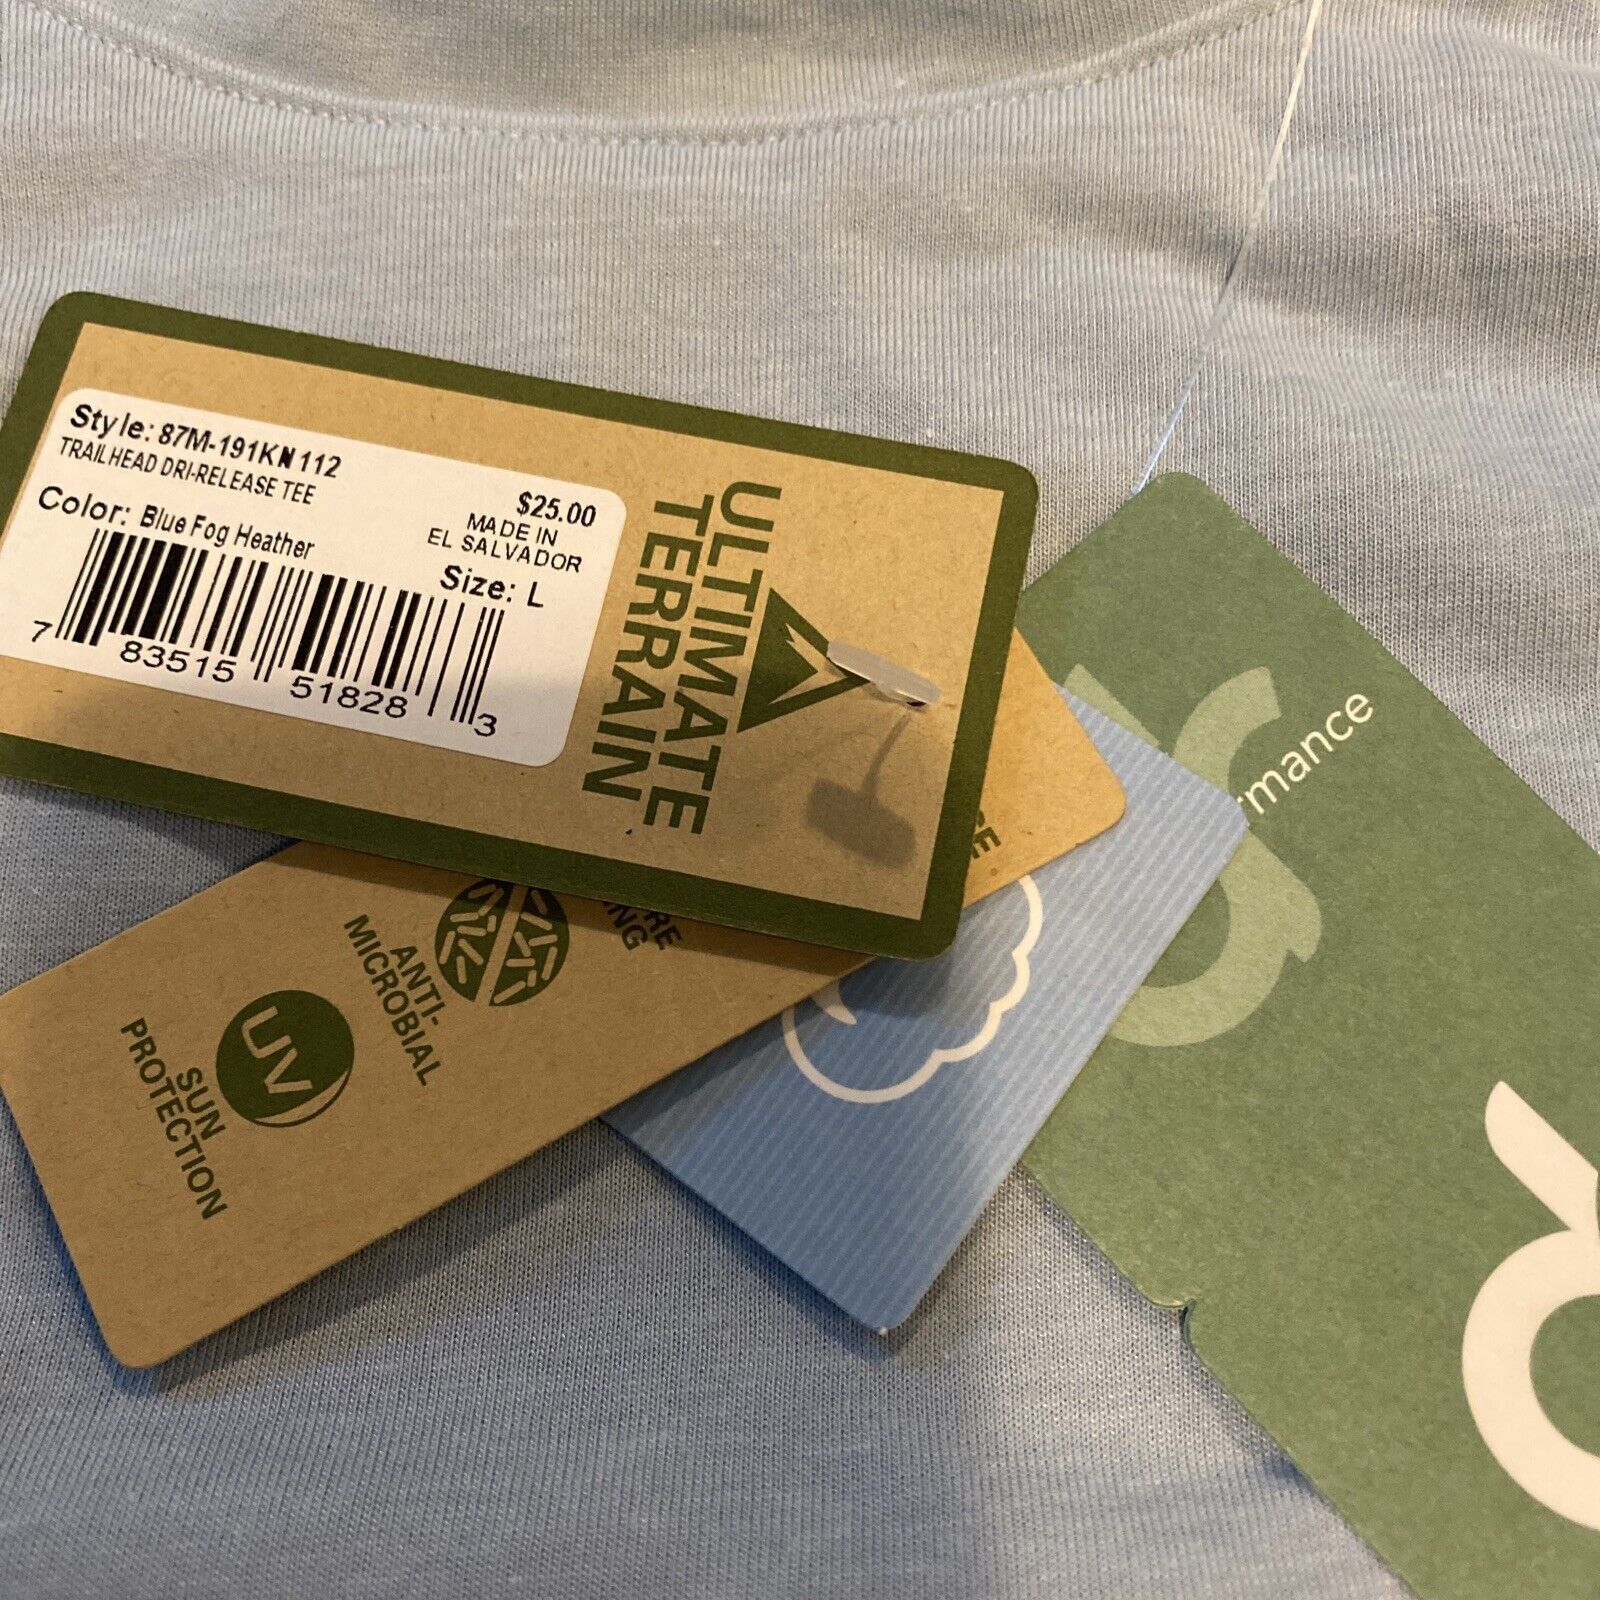 Style: 87M-191KN112
TRAILHEAD DRI-RELEASE TEE
$25.00
Color: Blue Fog Heather
MADE IN
EL SALVADOR
Size: L
7 83515 51828 3
ULTIMATE
TERRAIN
ANTI-
MICROBIAL
UV
SUN
PROTECTION